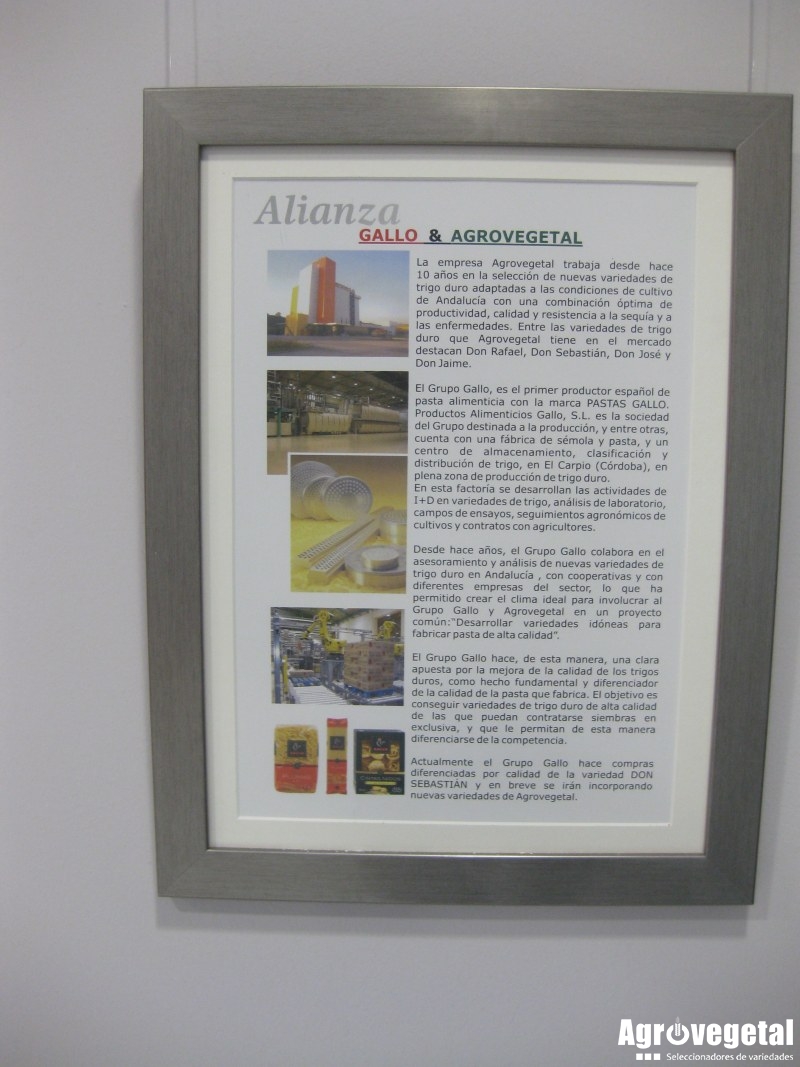 Alianza
GALLO & AGROVEGETAL
La empresa Agrovegetal trabaja desde hace
10 años en la selección de nuevas variedades de
trigo duro adaptadas a las condiciones de cultivo
de Andalucía con una combinación óptima de
productividad, calidad y resistencia a la sequía y a
las enfermedades. Entre las variedades de trigo
duro que Agrovegetal tiene en el mercado
destacan Don Rafael, Don Sebastián, Don José y
Don Jaime.
El Grupo Gallo, es el primer productor español de
pasta alimenticia con la marca PASTAS GALLO.
Productos Alimenticios Gallo, S.L. es la sociedad
del Grupo destinada a la producción, y entre otras,
cuenta con una fábrica de sémola y pasta, y un
centro de almacenamiento, clasificación y
distribución de trigo, en El Carpio (Córdoba), en
plena zona de producción de trigo duro.
En esta factoría se desarrollan las actividades de
I+D en variedades de trigo, análisis de laboratorio,
campos de ensayos, seguimientos agronómicos de
cultivos y contratos con agricultores.
Desde hace años, el Grupo Gallo colabora en el
asesoramiento y análisis de nuevas variedades de
trigo duro en Andalucía , con cooperativas y con
diferentes empresas del sector, lo que ha
permitido crear el clima ideal para involucrar al
Grupo Gallo y Agrovegetal en un proyecto
común:"Desarrollar variedades idóneas para
fabricar pasta de alta calidad".
El Grupo Gallo hace, de esta manera, una clara
apuesta por la mejora de la calidad de los trigos
duros, como hecho fundamental y diferenciador
de la calidad de la pasta que fabrica. El objetivo es
conseguir variedades de trigo duro de alta calidad
de las que puedan contratarse siembras en
exclusiva, y que le permitan de esta manera
diferenciarse de la competencia.
Actualmente el Grupo Gallo hace compras
diferenciadas por calidad de la variedad DON
SEBASTIÁN y en breve se irán incorporando
nuevas variedades de Agrovegetal.
Agrovegetal
Seleccionadores de variedades